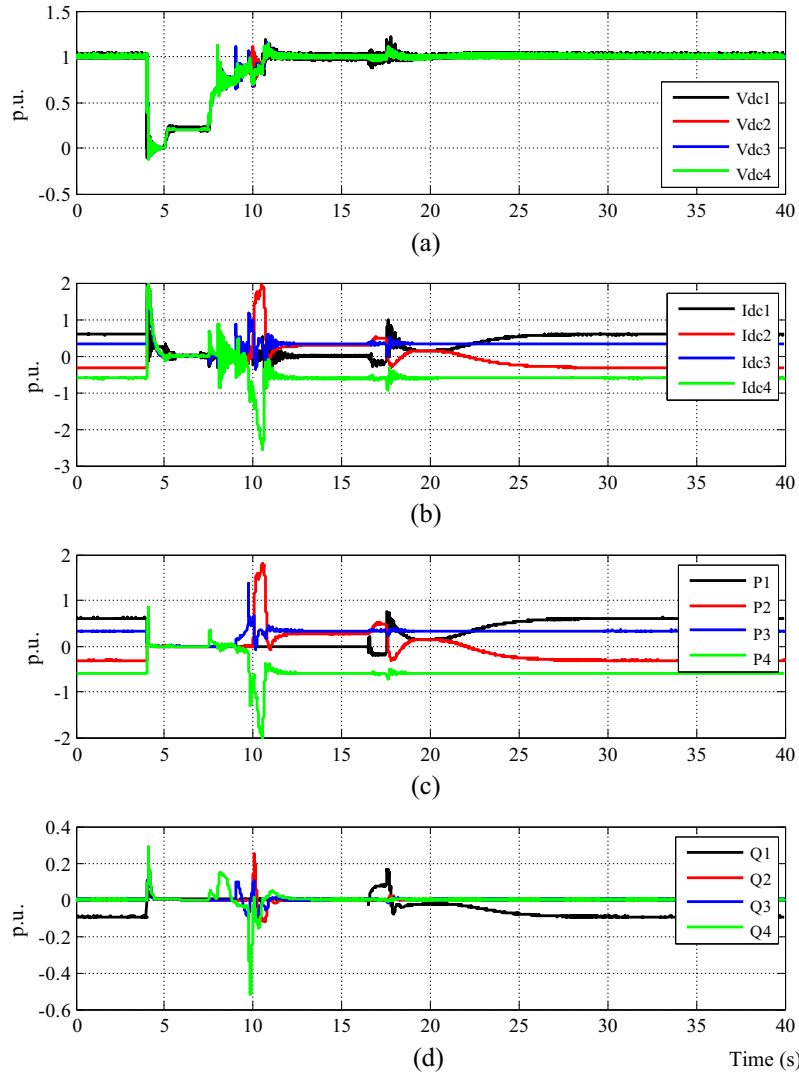 1.5
1
0.5
0
-0.5
p.u.
Vdc1
Vdc2
Vdc3
Vdc4
0 5 10 15 20 25 30 35 40
(a)
2
1
0
-1
-2
-3
p.u.
Idc1
Idc2
Idc3
Idc4
0 5 10 15 20 25 30 35 40
(b)
2
1
0
-1
-2
p.u.
P1
P2
P3
P4
0 5 10 15 20 25 30 35 40
(c)
0.4
0.2
0
-0.2
-0.4
-0.6
p.u.
Q1
Q2
Q3
Q4
0 5 10 15 20 25 30 35 40
(d)
Time (s)